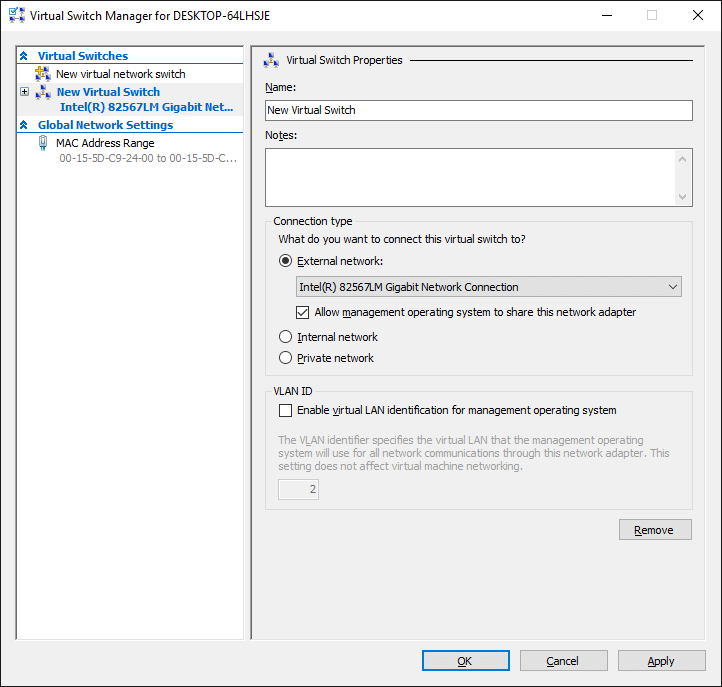 Virtual Switch Manager for DESKTOP-64LHSJE
Virtual Switches
New virtual network switch
New Virtual Switch
Intel(R) 82567LM Gigabit Net...
Global Network Settings
MAC Address Range
00-15-5D-C9-24-00 to 00-15-5D-C...
Virtual Switch Properties
Name:
New Virtual Switch
Notes:
Connection type
What do you want to connect this virtual switch to?
External network:
Intel(R) 82567LM Gigabit Network Connection
Allow management operating system to share this network adapter
Internal network
Private network
VLAN ID
Enable virtual LAN identification for management operating system
The VLAN identifier specifies the virtual LAN that the management operating
system will use for all network communications through this network adapter. This
setting does not affect virtual machine networking.
2
Remove
OK
Cancel
Apply